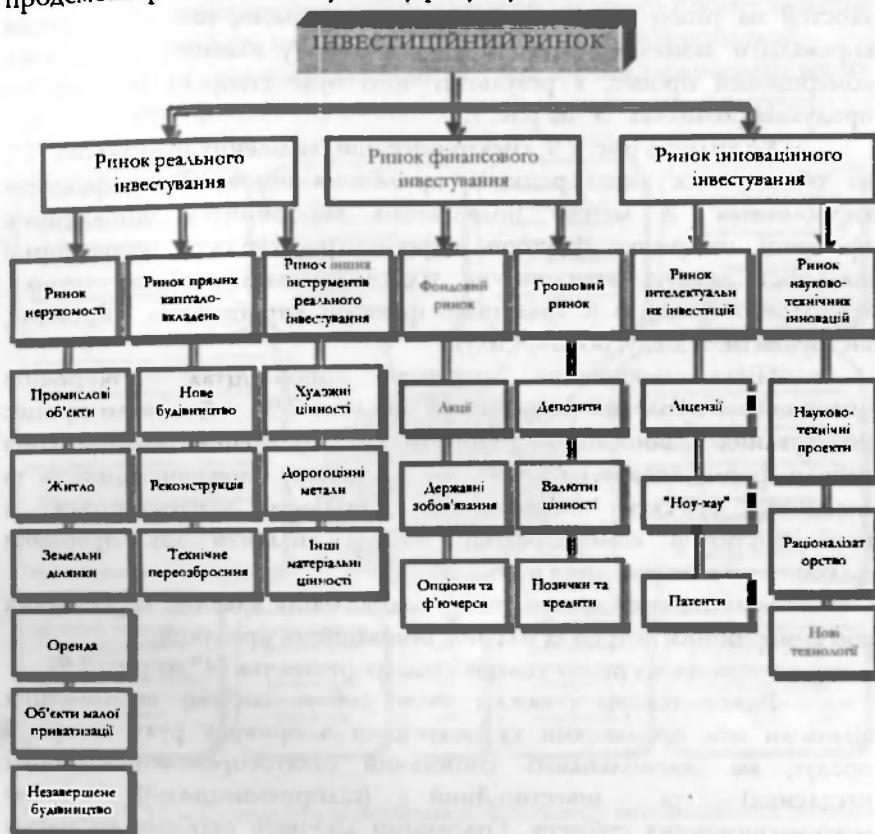 ІНВЕСТИЦІЙНИЙ РИНОК
Ринок реального
інвестування
Ринок фінансового
інвестування
Ринок інноваційного
інвестування
Ринок
нерухомості
Ринок прямих
капітало-
вкладень
Ринок інших
інструментів
реального
інвестування
Фондовий
ринок
Грошовий
ринок
Ринок
інтелектуальн
их інвестицій
Ринок
науково-
технічних
інновацій
Промислові
об'єкти
Житло
Земельні
ділянки
Оренда
Об'єкти малої
приватизації
Незавершене
будівництво
Нове
будівництво
Реконструкція
Технічне
переозброєння
Художні
цінності
Дорогоцінні
метали
Інші
матеріальні
цінності
Акції
Державні
зобов'язання
Опціони та
ф'ючерси
Депозити
Валютні
цінності
Позички та
кредити
Ліцензії
"Ноу-хау"
Патенти
Науково-
технічні
проекти
Раціоналізат
орство
Нові
технології